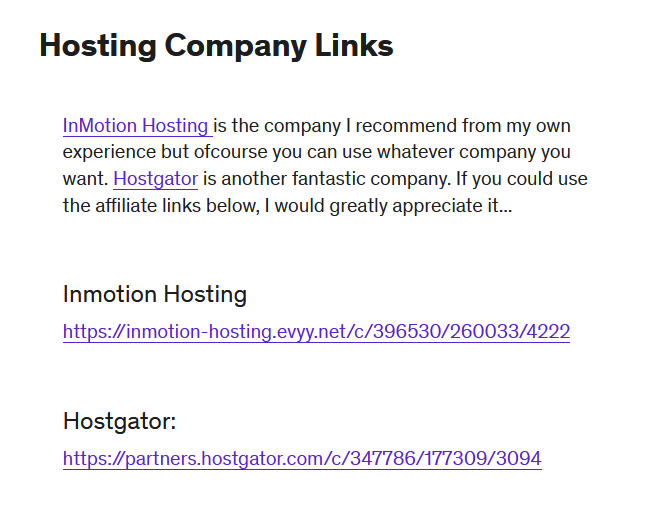 Hosting Company Links
InMotion Hosting is the company I recommend from my own
experience but ofcourse you can use whatever company you
want. Hostgator is another fantastic company. If you could use
the affiliate links below, I would greatly appreciate it...
Inmotion Hosting
https://inmotion-hosting.evyy.net/c/396530/260033/4222
Hostgator:
https://partners.hostgator.com/c/347786/177309/3094